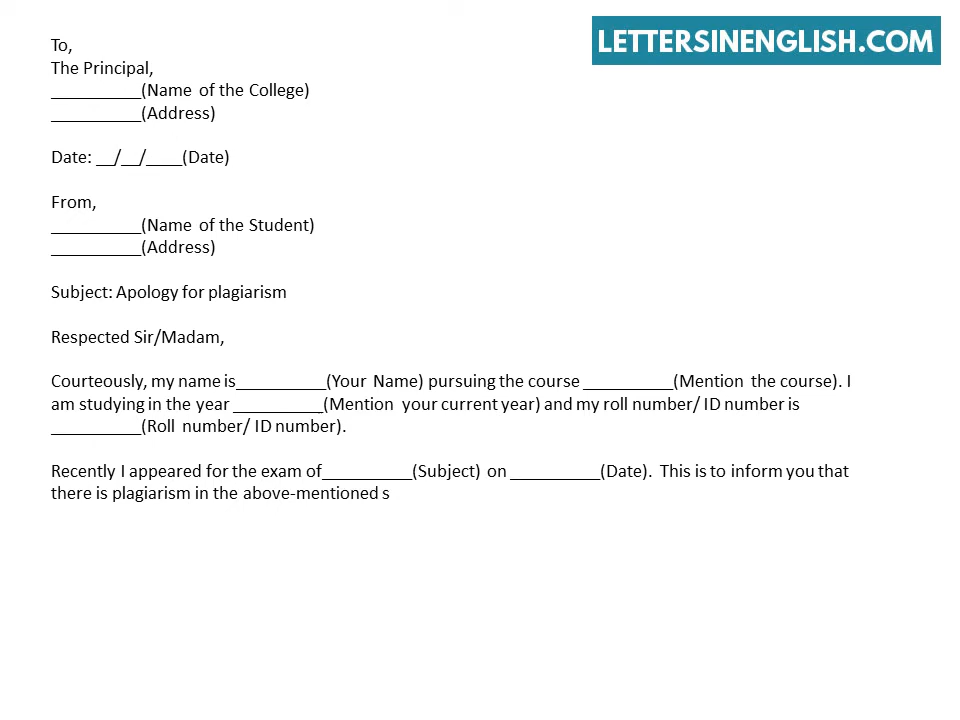 LETTERSINENGLISH.COM
To,
The Principal,
__________(Name of the College)
__________(Address)
Date: __/__/____(Date)
From,
__________(Name of the Student)
__________(Address)
Subject: Apology for plagiarism
Respected Sir/Madam,
Courteously, my name is__________(Your Name) pursuing the course __________(Mention the course). I
am studying in the year __________(Mention your current year) and my roll number/ ID number is
__________(Roll number/ ID number).
Recently I appeared for the exam of__________(Subject) on __________(Date). This is to inform you that
there is plagiarism in the above-mentioned s